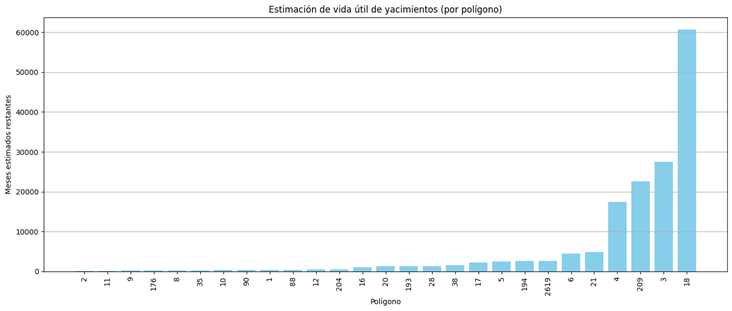 Estimación de vida útil de yacimientos (por polígono)
60000
50000
40000
30000
20000
10000
0
Meses estimados restantes
2 11 9 176 8 35 10 90 1 88 12 204 16 20 193 28 38 17 5 194 2619 6 21 4 209 3 18
Polígono